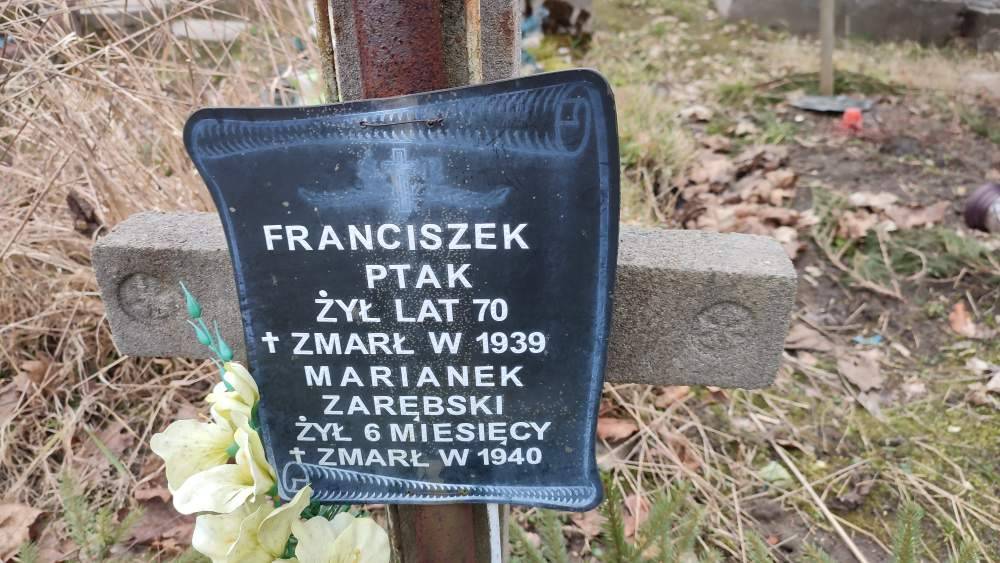 FRANCISZEK
PTAK
ŻYŁ LAT 70
✝ ZMARŁ W 1939
MARIANEK
ZARĘBSKI
ŻYŁ 6 MIESIĘCY
✝ ZMARŁ W 1940